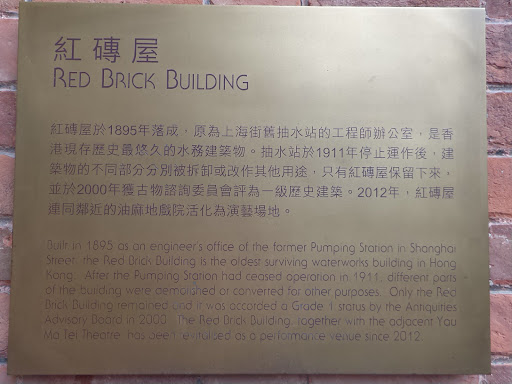 紅磚屋
RED BRICK BUILDING
紅磚屋於1895年落成，原為上海街舊抽水站的工程師辦公室，是香
港現存歷史最悠久的水務建築物。抽水站於1911年停止運作後，建
築物的不同部分分別被拆卸或改作其他用途，只有紅磚屋保留下來，
並於2000年獲古物諮詢委員會評為一級歷史建築。2012年，紅磚屋
連同鄰近的油麻地戲院活化為演藝場地。
Built in 1895 as an engineer's office of the former Pumping Station in Shanghai
Street, the Red Brick Building is the oldest surviving waterworks building in Hong
Kong. After the Pumping Station had ceased operation in 1911, different parts
of the building were demolished or converted for other purposes. Only the Red
Brick Building remained and it was accorded a Grade 1 status by the Antiquities
Advisory Board in 2000. The Red Brick Building, together with the adjacent Yau
Ma Tei Theatre, has been revitalised as a performance venue since 2012.